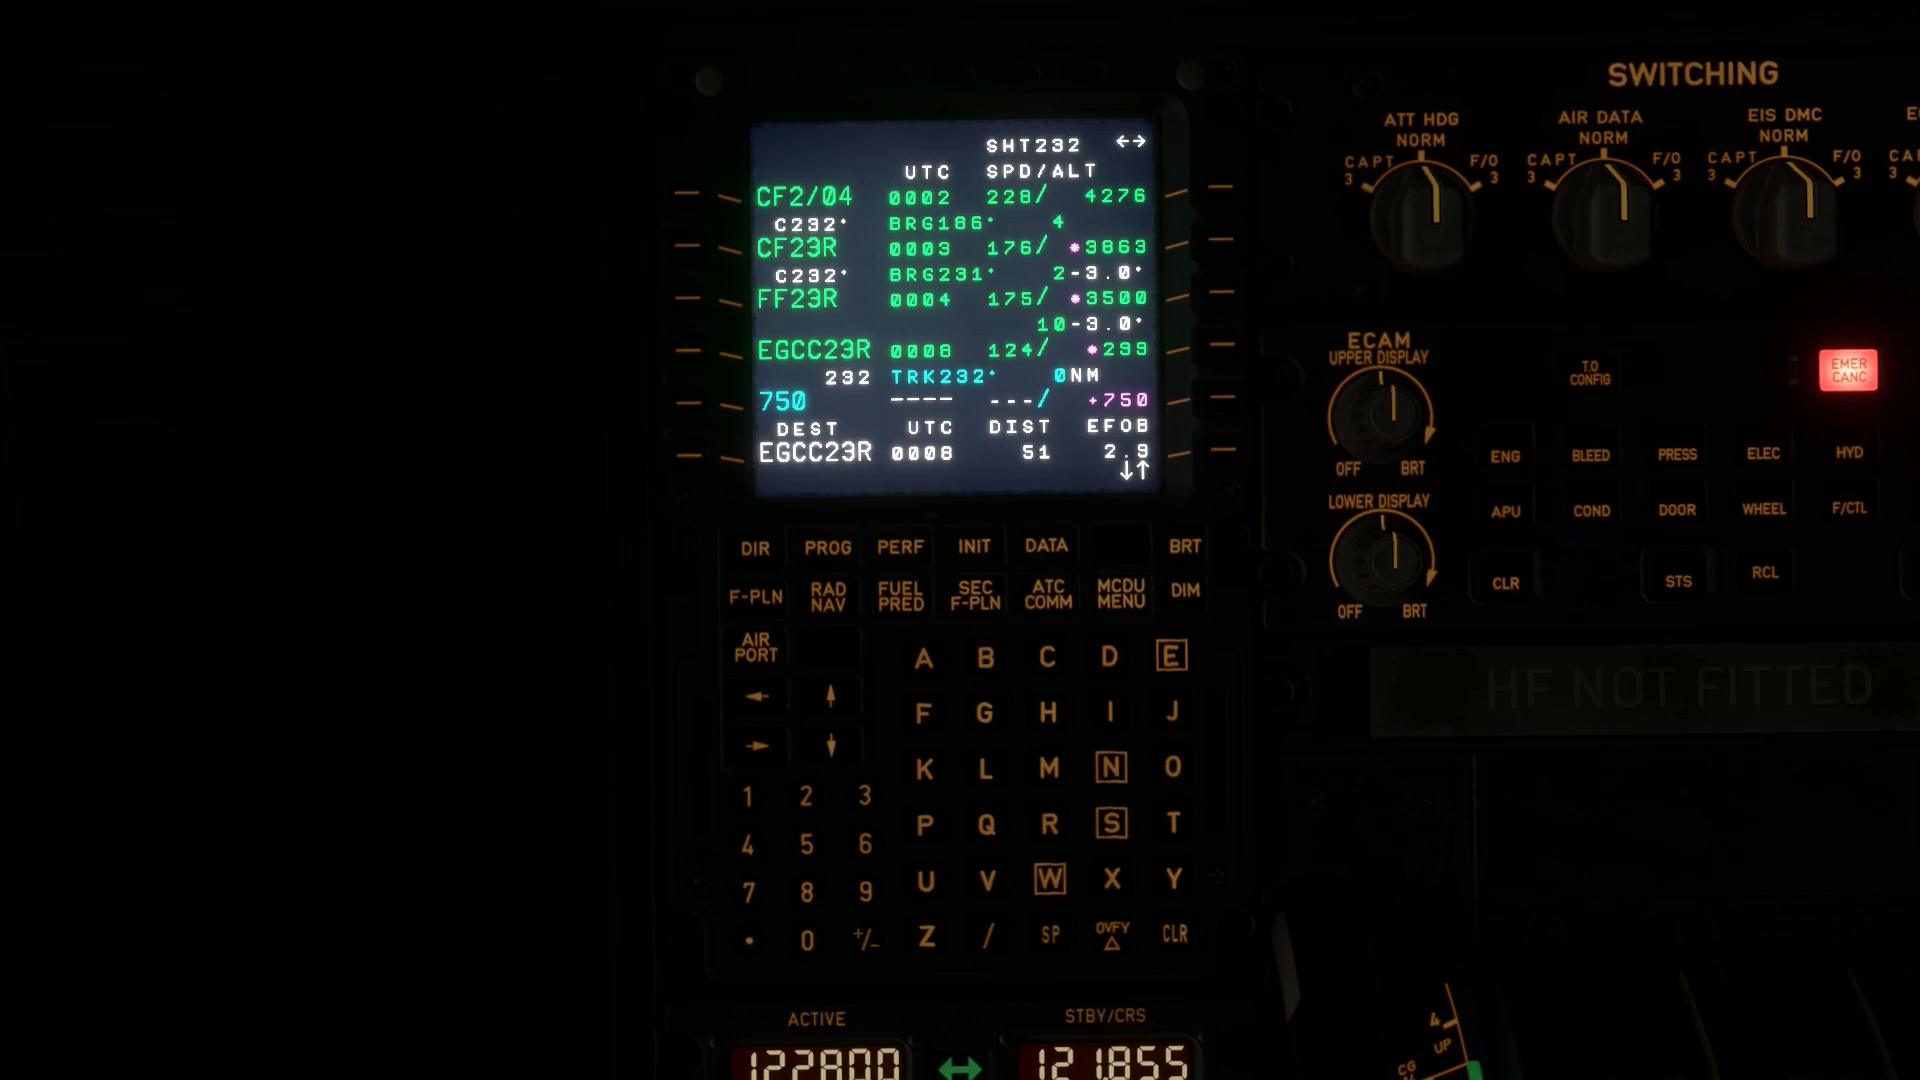 SHT232 ←→
UTC SPD/ALT
CF2/04 0002 228/ 4276
C232° BRG186° 4
CF23R 0003 176/ *3863
C232° BRG231° 2-3.0°
FF23R 0004 175/ *3500
10-3.0°
EGCC23R 0008 124/ *299
232 TRK232° 0NM
750 ---- ---/ +750
DEST UTC DIST EFOB
EGCC23R 0008 51 2.9
↓↑
DIR PROG PERF INIT DATA BRT
F-PLN RAD NAV FUEL PRED SEC F-PLN ATC COMM MCDU MENU DIM
AIR PORT
A B C D E
← ↑ F G H I J
→ ↓ K L M N O
1 2 3 P Q R S T
4 5 6
7 8 9 U V W X Y
. 0 +/- Z / SP OVFY △ CLR
ACTIVE STBY/CRS
122.800 ↔ 121.855
SWITCHING
ATT HDG AIR DATA EIS DMC
NORM NORM NORM
CAPT 3 F/O 3 CAPT 3 F/O 3 CAPT 3 F/O 3
ECAM
UPPER DISPLAY
OFF BRT
LOWER DISPLAY
OFF BRT
T.O CONFIG
EMER CANC
ENG BLEED PRESS ELEC HYD
APU COND DOOR WHEEL F/CTL
CLR STS RCL
HF NOT FITTED
4
UP
CG